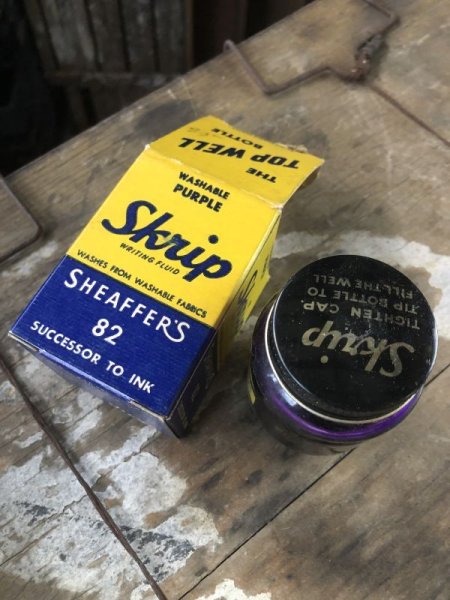 THE
TOP WELL
BOTTLE
WASHABLE
PURPLE
Skrip
WRITING FLUID
WASHES FROM WASHABLE FABRICS
SHEAFFER'S
82
SUCCESSOR TO INK
Skrip
TIGHTEN CAP.
TIP BOTTLE TO
FILL THE WELL